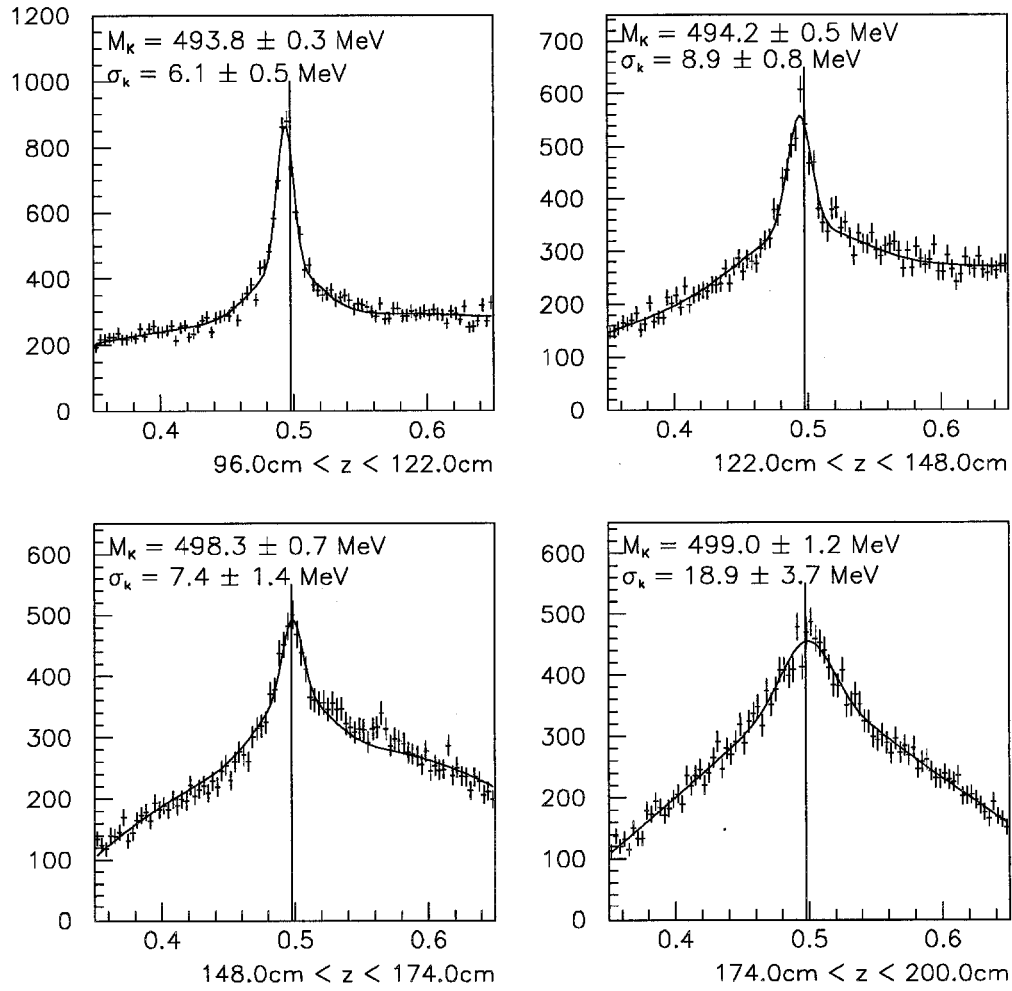 1200
1000
800
600
400
200
0
M_K = 493.8 ± 0.3 MeV
σ_k = 6.1 ± 0.5 MeV
0.4 0.5 0.6
96.0cm < z < 122.0cm
700
600
500
400
300
200
100
0
M_K = 494.2 ± 0.5 MeV
σ_k = 8.9 ± 0.8 MeV
0.4 0.5 0.6
122.0cm < z < 148.0cm
600
500
400
300
200
100
0
M_K = 498.3 ± 0.7 MeV
σ_k = 7.4 ± 1.4 MeV
0.4 0.5 0.6
148.0cm < z < 174.0cm
600
500
400
300
200
100
0
M_K = 499.0 ± 1.2 MeV
σ_k = 18.9 ± 3.7 MeV
0.4 0.5 0.6
174.0cm < z < 200.0cm